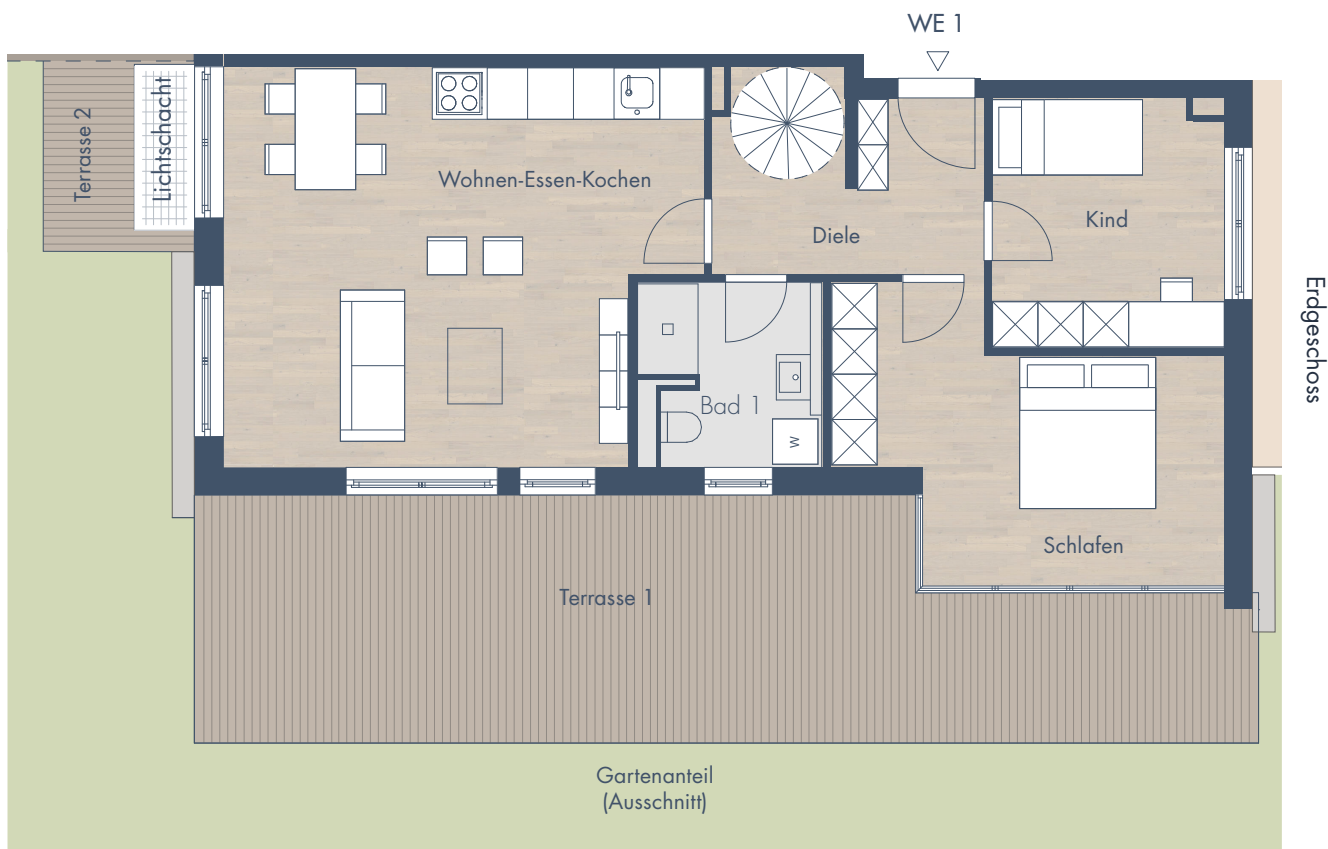 WE 1
Terrasse 2
Lichtschacht
Wohnen-Essen-Kochen
Diele
Kind
Erdgeschoss
Bad 1
W
Schlafen
Terrasse 1
Gartenanteil
(Ausschnitt)